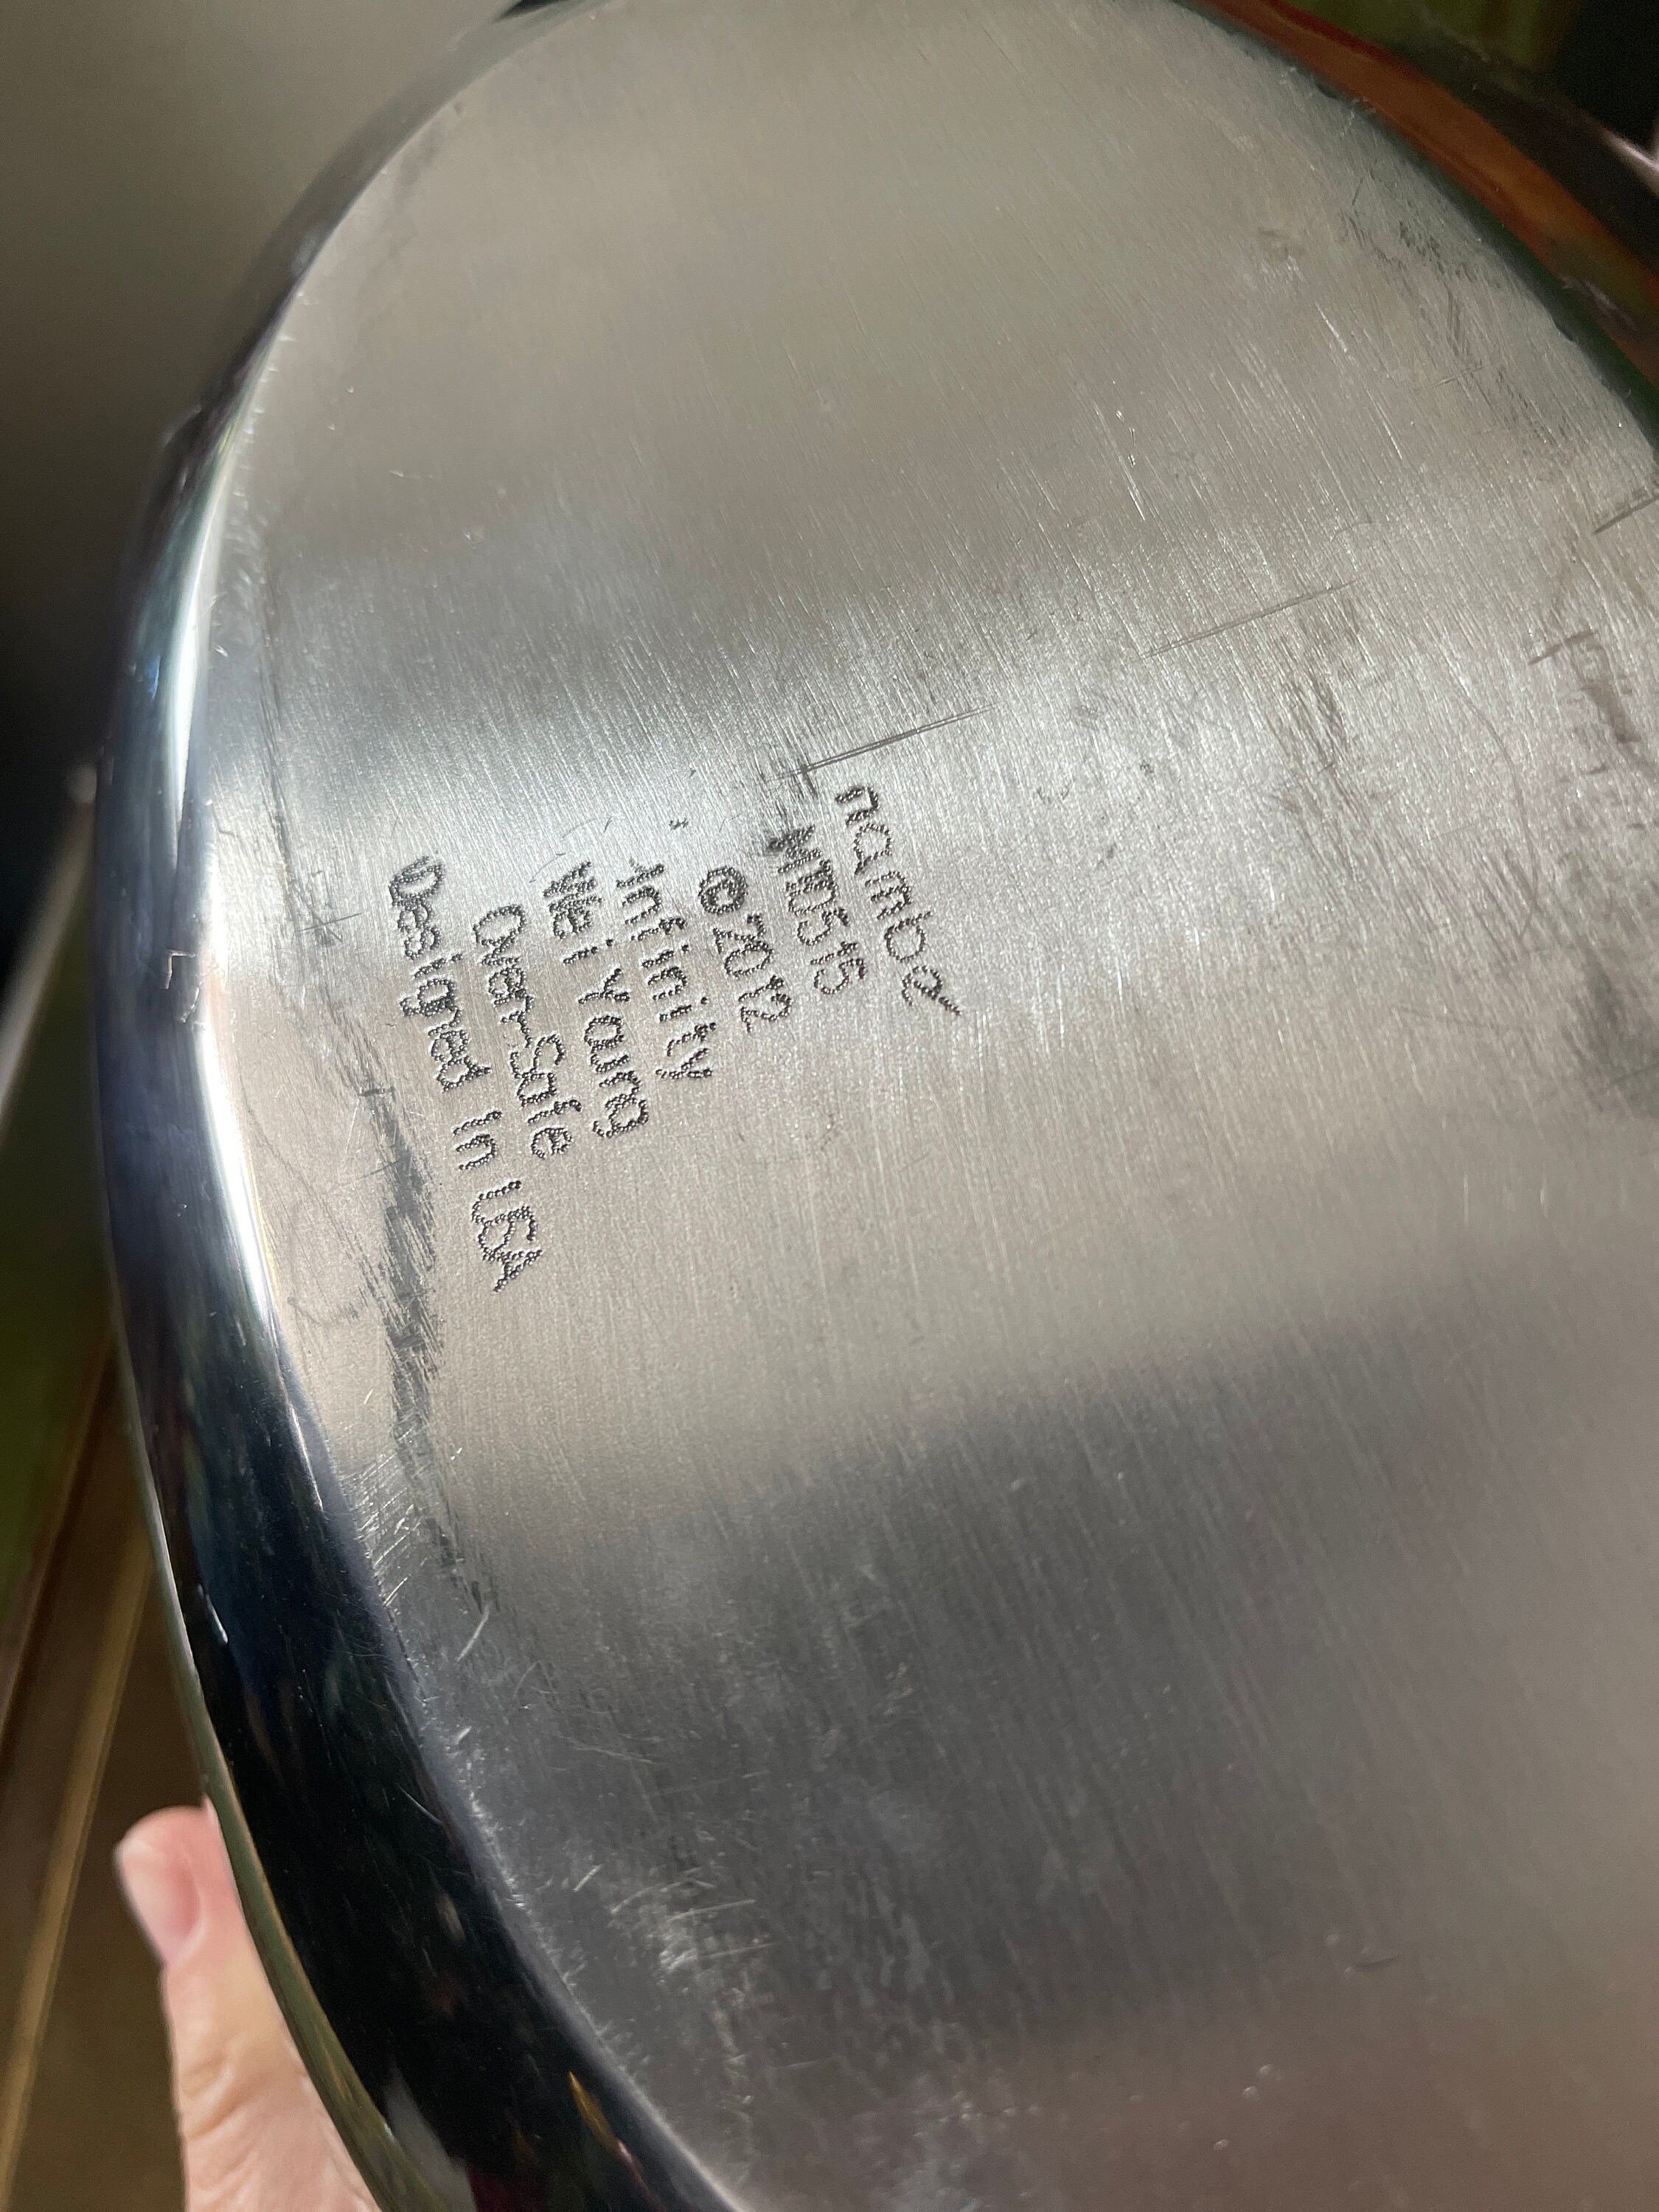 nambé
MT0515
©2012
Infinity
Wei Young
Oven-Safe
Designed in USA